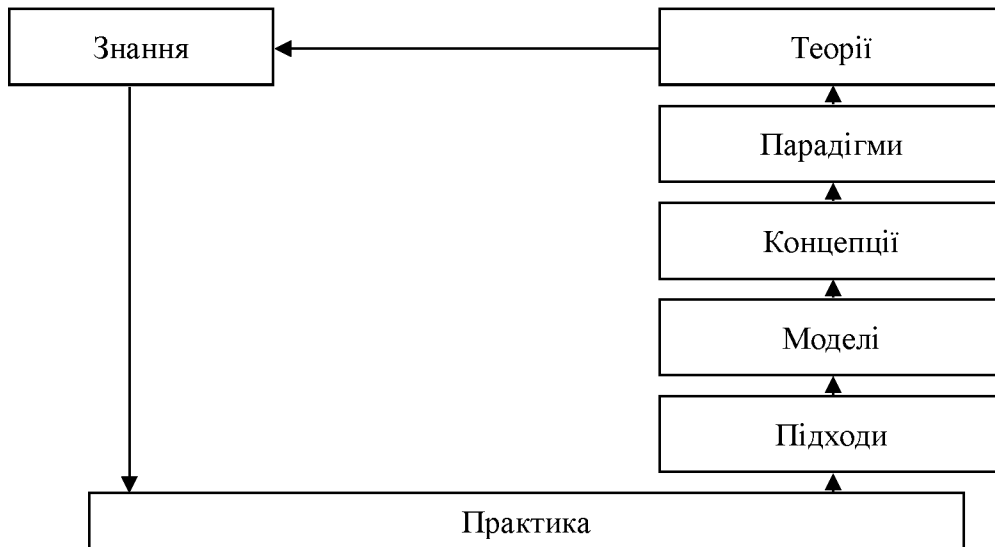 Знання
Теорії
Парадігми
Концепції
Моделі
Підходи
Практика